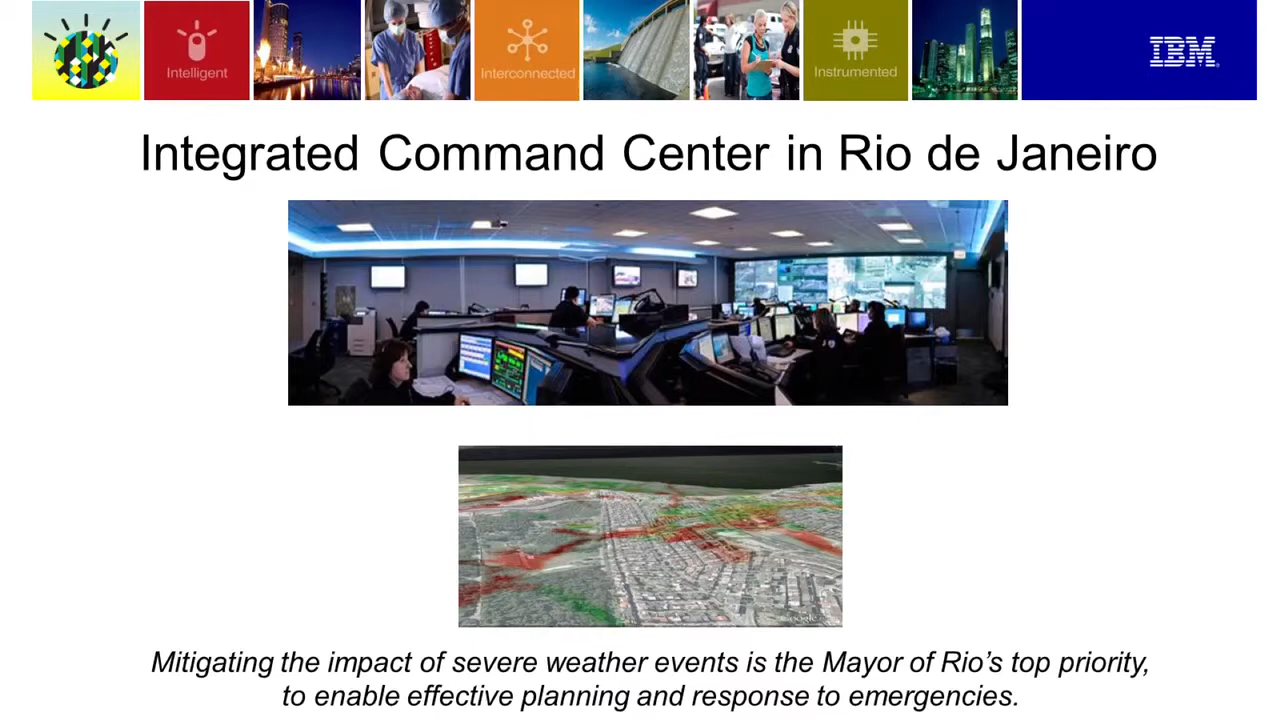 Intelligent
Interconnected
Instrumented
IBM
Integrated Command Center in Rio de Janeiro
Google
Mitigating the impact of severe weather events is the Mayor of Rio's top priority,
to enable effective planning and response to emergencies.